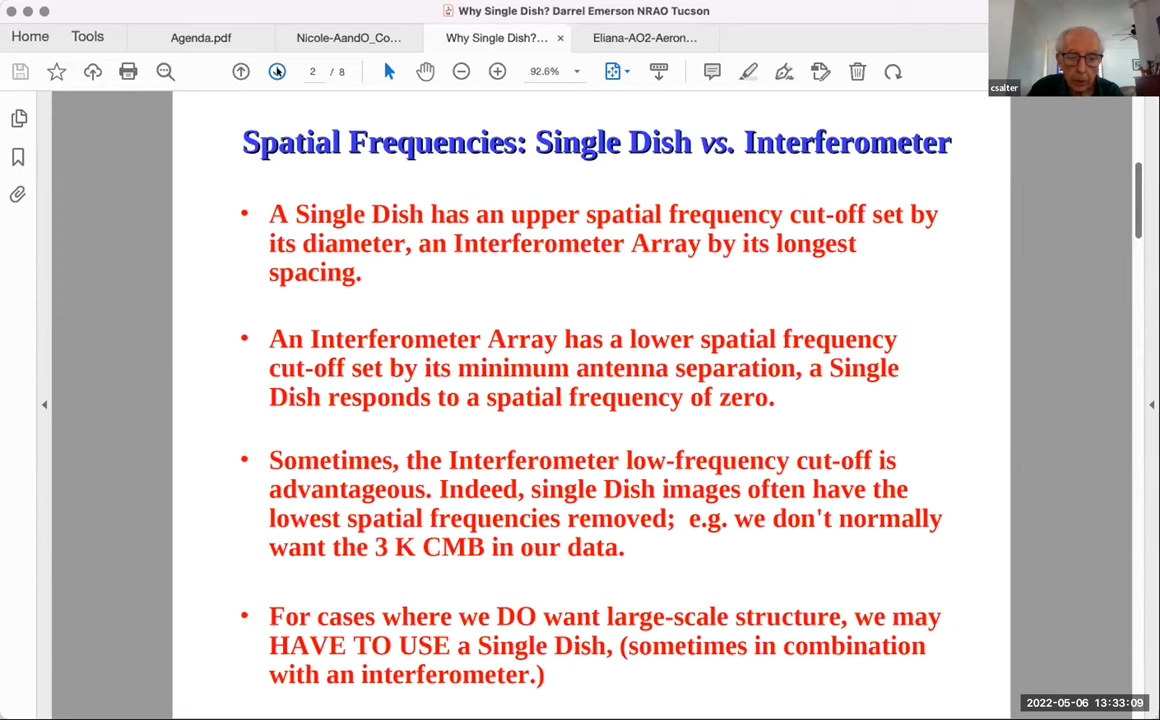 Why Single Dish? Darrel Emerson NRAO Tucson
Home
Tools
Agenda.pdf
Nicole-AandO_Co...
Why Single Dish?...
Eliana-AO2-Aeron...
2 / 8
92.6%
csalter
Spatial Frequencies: Single Dish vs. Interferometer
• A Single Dish has an upper spatial frequency cut-off set by
its diameter, an Interferometer Array by its longest
spacing.
• An Interferometer Array has a lower spatial frequency
cut-off set by its minimum antenna separation, a Single
Dish responds to a spatial frequency of zero.
• Sometimes, the Interferometer low-frequency cut-off is
advantageous. Indeed, single Dish images often have the
lowest spatial frequencies removed; e.g. we don't normally
want the 3 K CMB in our data.
• For cases where we DO want large-scale structure, we may
HAVE TO USE a Single Dish, (sometimes in combination
with an interferometer.)
2022-05-06 13:33:09